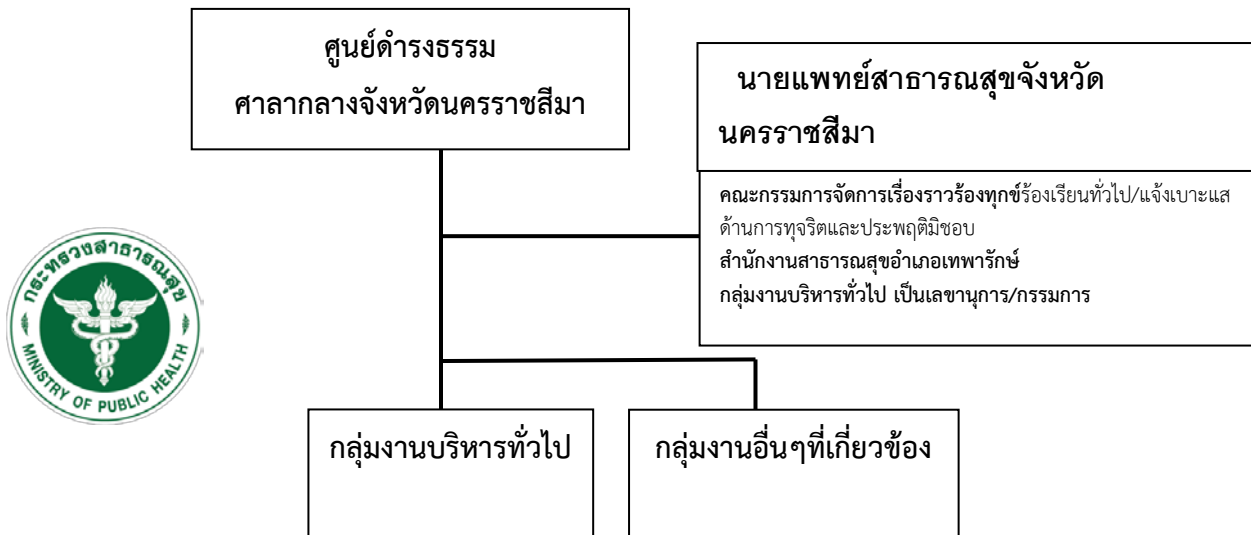 ศูนย์ดำรงธรรม
ศาลากลางจังหวัดนครราชสีมา
นายแพทย์สาธารณสุขจังหวัด
นครราชสีมา
คณะกรรมการจัดการเรื่องราวร้องทุกข์ร้องเรียนทั่วไป/แจ้งเบาะแส
ด้านการทุจริตและประพฤติมิชอบ
สำนักงานสาธารณสุขอำเภอเทพารักษ์
กลุ่มงานบริหารทั่วไป เป็นเลขานุการ/กรรมการ
กระทรวงสาธารณสุข
MINISTRY OF PUBLIC HEALTH
กลุ่มงานบริหารทั่วไป
กลุ่มงานอื่นๆที่เกี่ยวข้อง